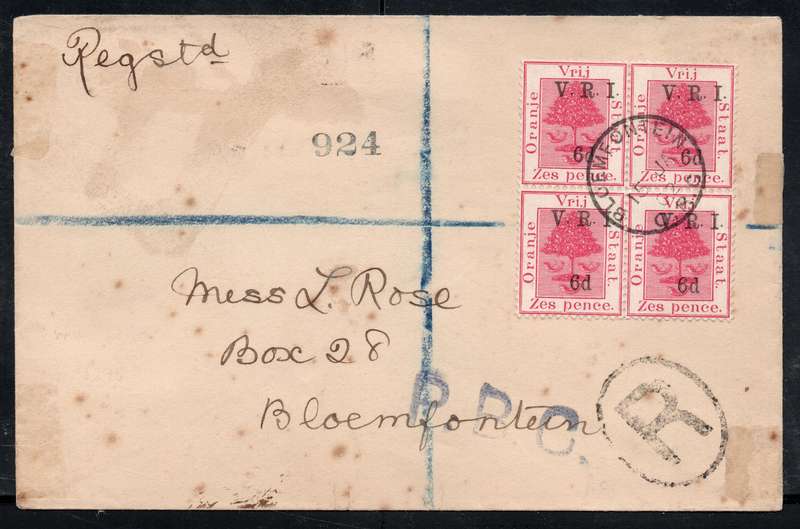 Regstd
924
Vrij
Oranje
V. R. I.
Staat.
6d
Zes pence.
Vrij
Oranje
V. R. I.
Staat.
6d
Zes pence.
Vrij
Oranje
V. R. I.
Staat.
6d
Zes pence.
Vrij
Oranje
V. R. I.
Staat.
6d
Zes pence.
BLOEMFONTEIN
Mess L. Rose
Box 28
Bloemfontein
R